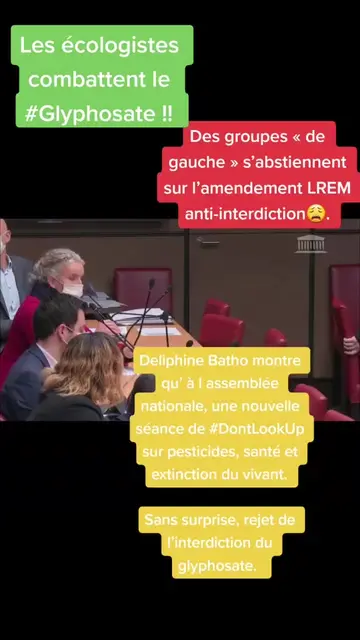 Les écologistes
combattent le
#Glyphosate !!
Des groupes « de
gauche » s'abstiennent
sur l'amendement LREM
anti-interdiction😩.
Deliphine Batho montre
qu' à l assemblée
nationale, une nouvelle
séance de #DontLookUp
sur pesticides, santé et
extinction du vivant.
Sans surprise, rejet de
l'interdiction du
glyphosate.